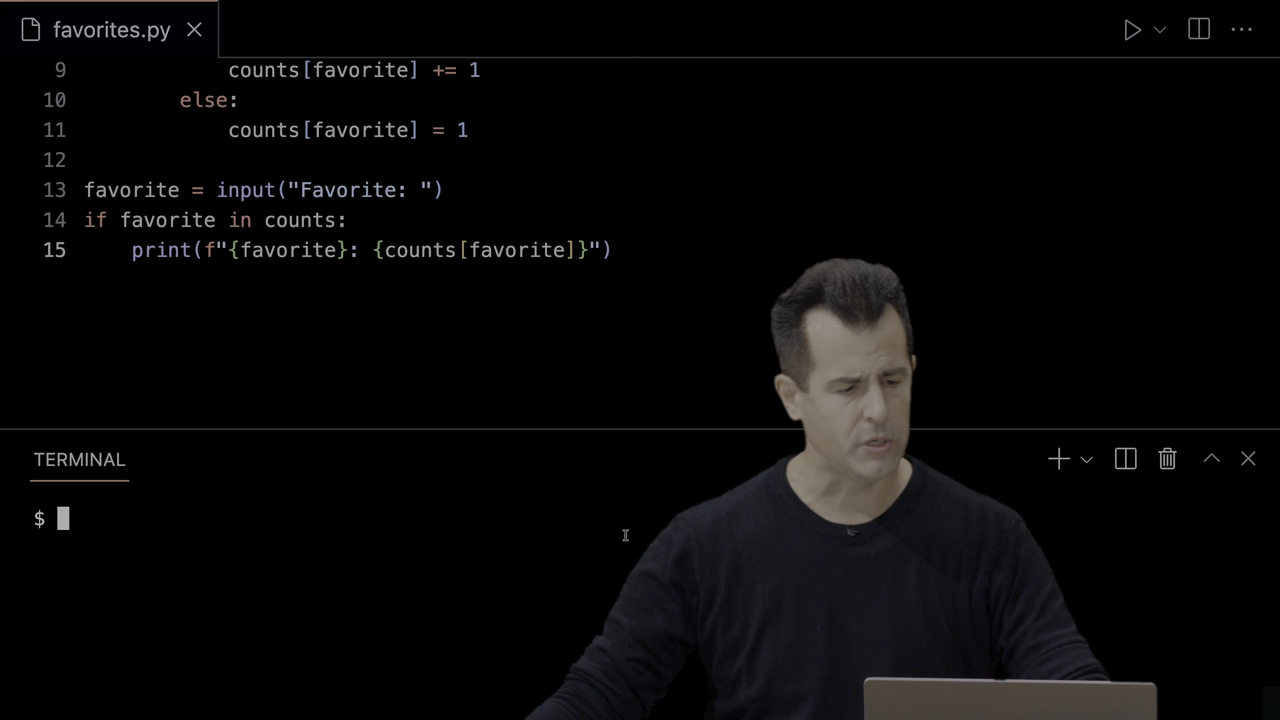 favorites.py
9 counts[favorite] += 1
10 else:
11 counts[favorite] = 1
12
13 favorite = input("Favorite: ")
14 if favorite in counts:
15 print(f"{favorite}: {counts[favorite]}")
TERMINAL
$